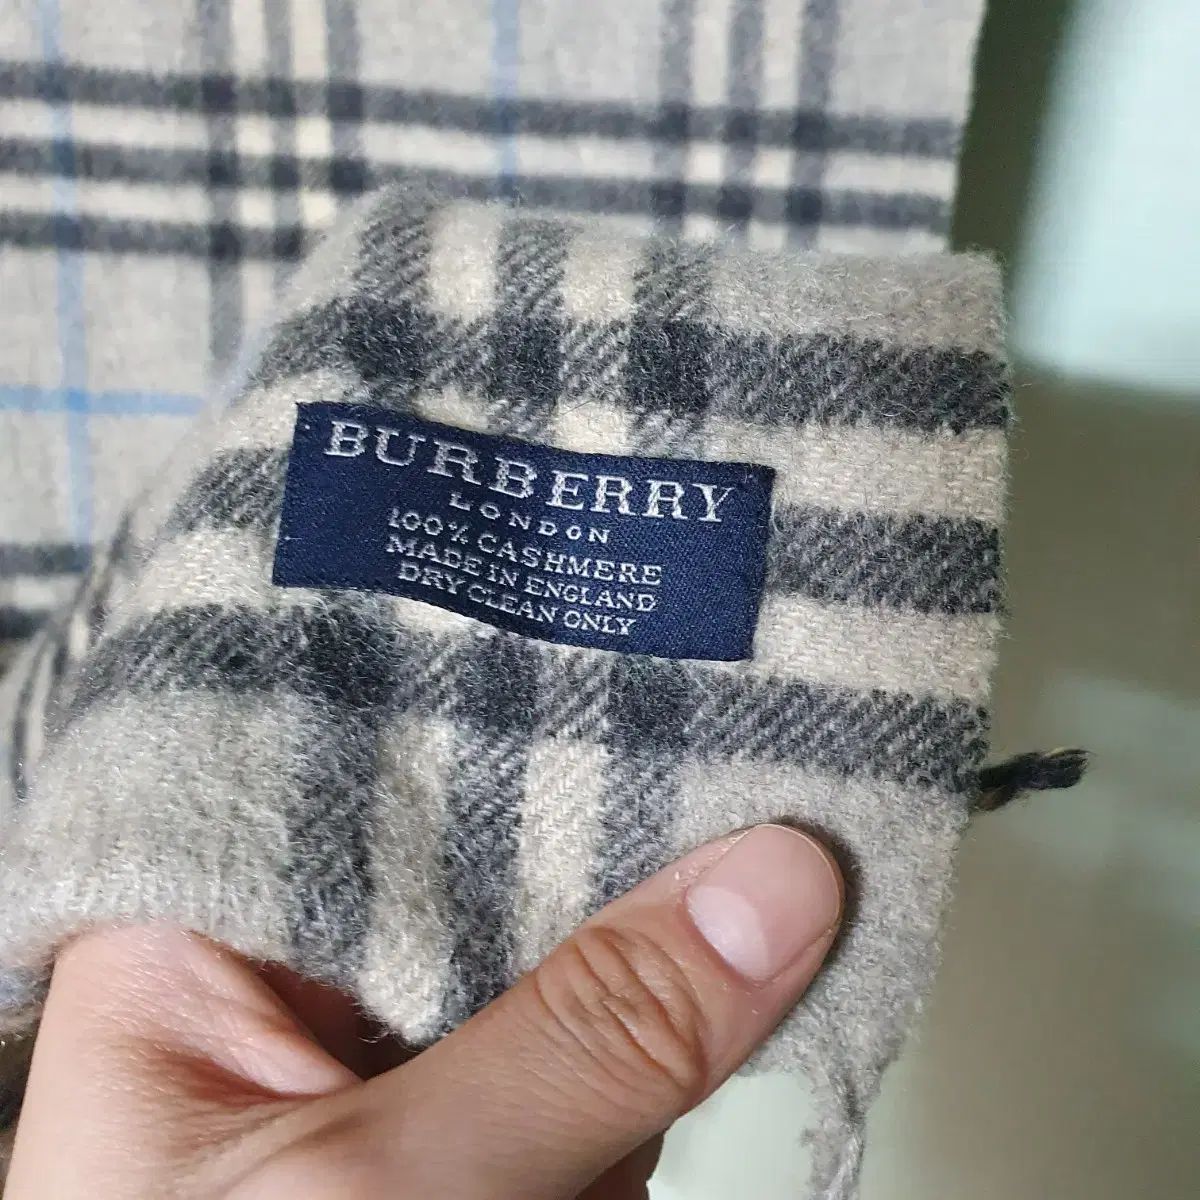 BURBERRY
LONDON
100% CASHMERE
MADE IN ENGLAND
DRY CLEAN ONLY